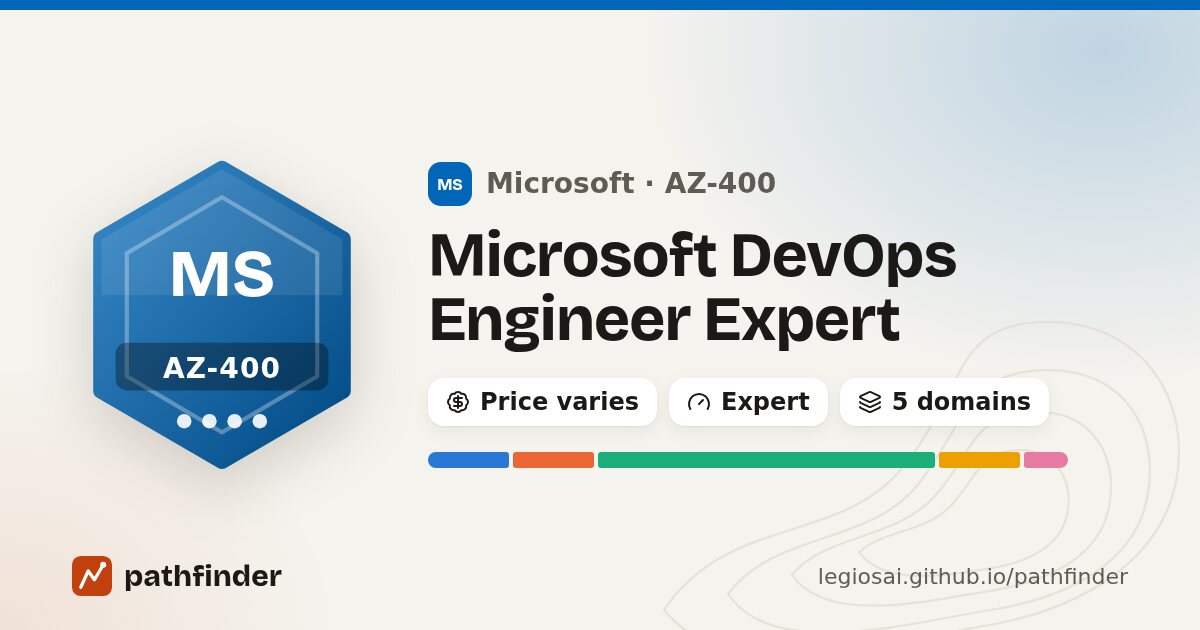 MS
AZ-400
MS
Microsoft · AZ-400
Microsoft DevOps
Engineer Expert
Price varies
Expert
5 domains
pathfinder
legiosai.github.io/pathfinder